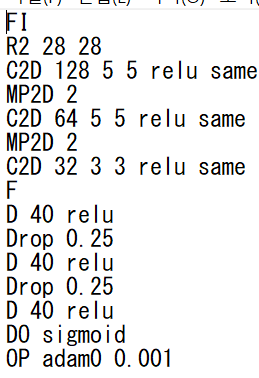 FI
R2 28 28
C2D 128 5 5 relu same
MP2D 2
C2D 64 5 5 relu same
MP2D 2
C2D 32 3 3 relu same
F
D 40 relu
Drop 0.25
D 40 relu
Drop 0.25
D 40 relu
DO sigmoid
OP adam0 0.001